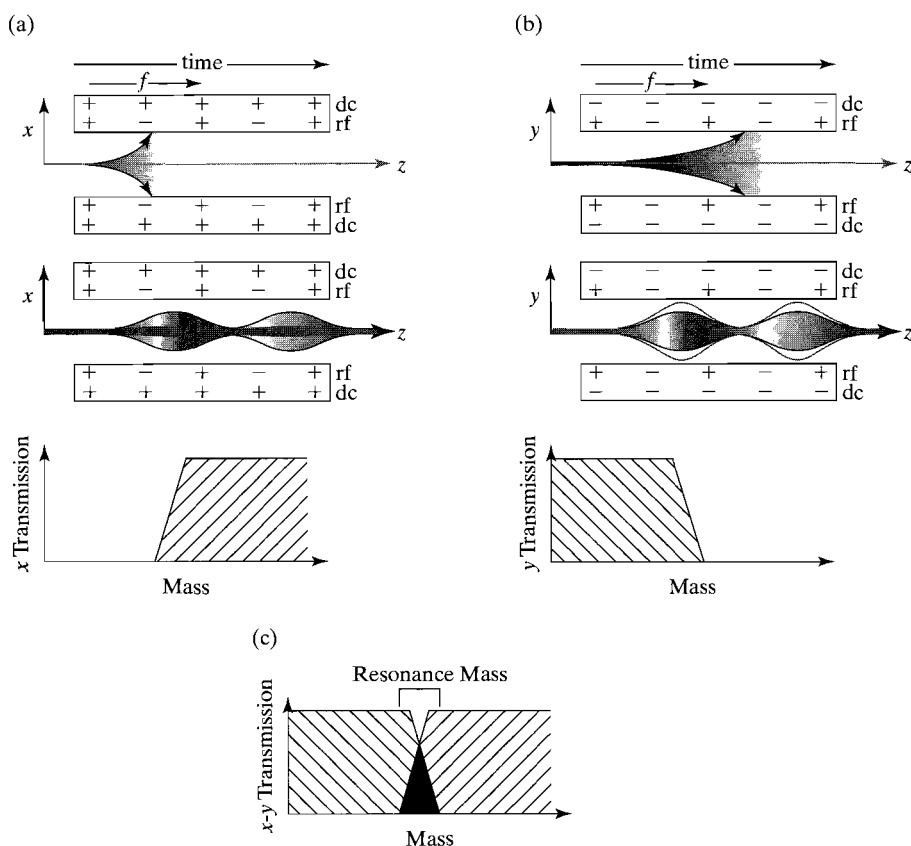 (a)
time
f
+ + + + + dc
+ − + − + rf
x
z
+ − + − + rf
+ + + + + dc
+ + + + + dc
+ − + − + rf
x
z
+ − + − + rf
+ + + + + dc
x Transmission
Mass
(b)
time
f
− − − − − dc
+ − + − + rf
y
z
+ − + − + rf
− − − − − dc
− − − − − dc
+ − + − + rf
y
z
+ − + − + rf
− − − − − dc
y Transmission
Mass
(c)
Resonance Mass
x-y Transmission
Mass